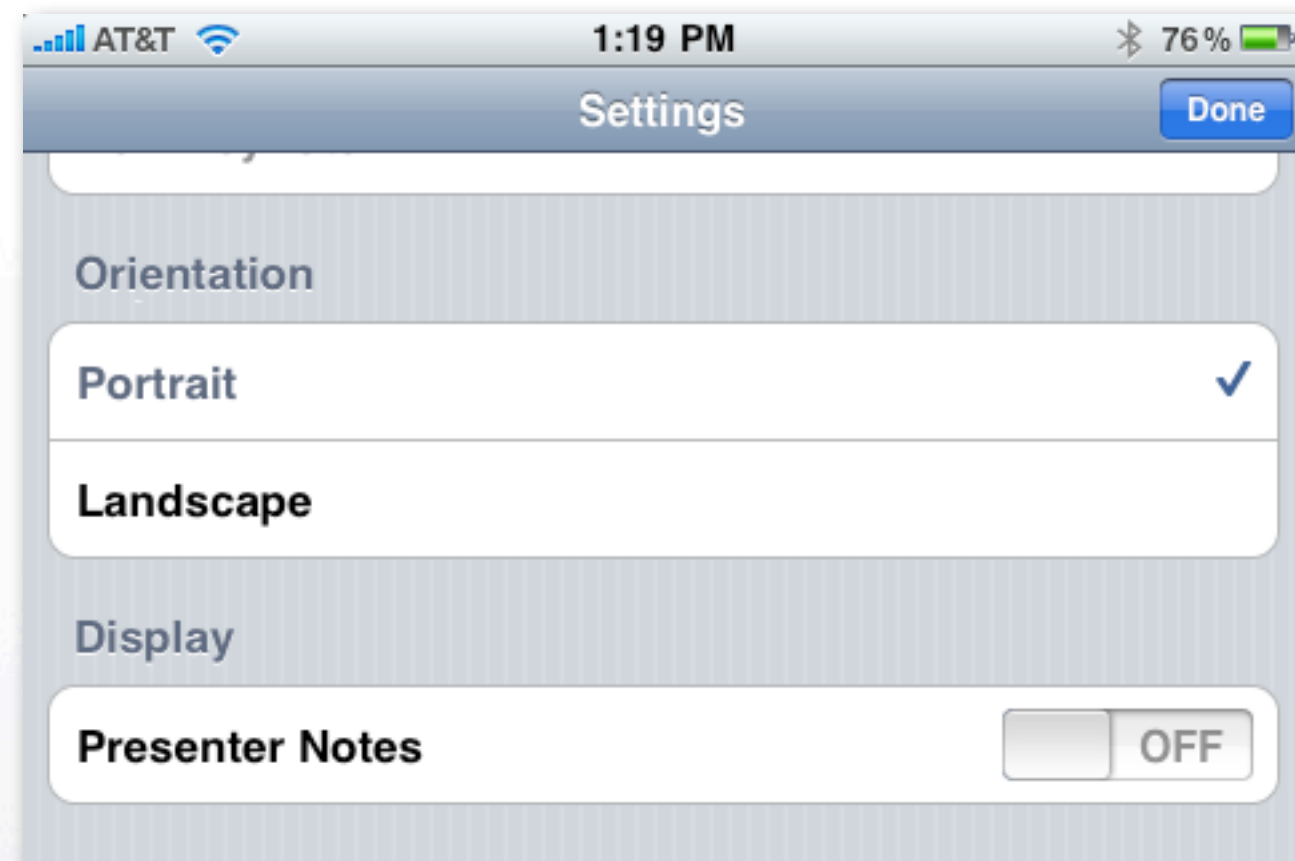 AT&T 1:19 PM 76%
Settings Done
Orientation
Portrait
Landscape
Display
Presenter Notes OFF